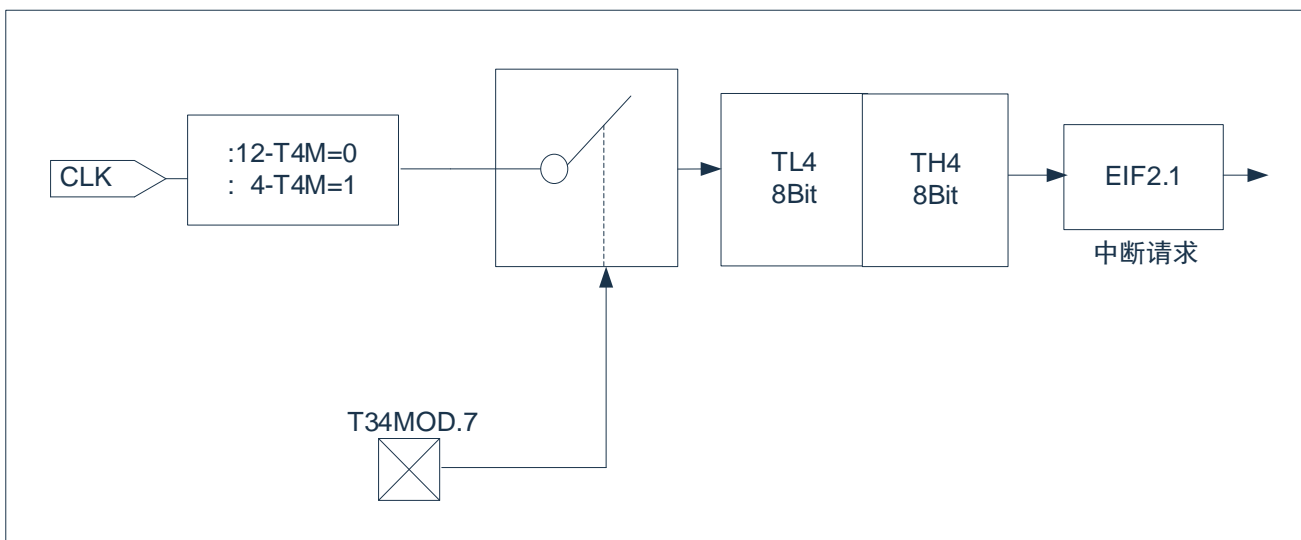 CLK
:12-T4M=0
: 4-T4M=1
TL4
8Bit
TH4
8Bit
EIF2.1
中断请求
T34MOD.7